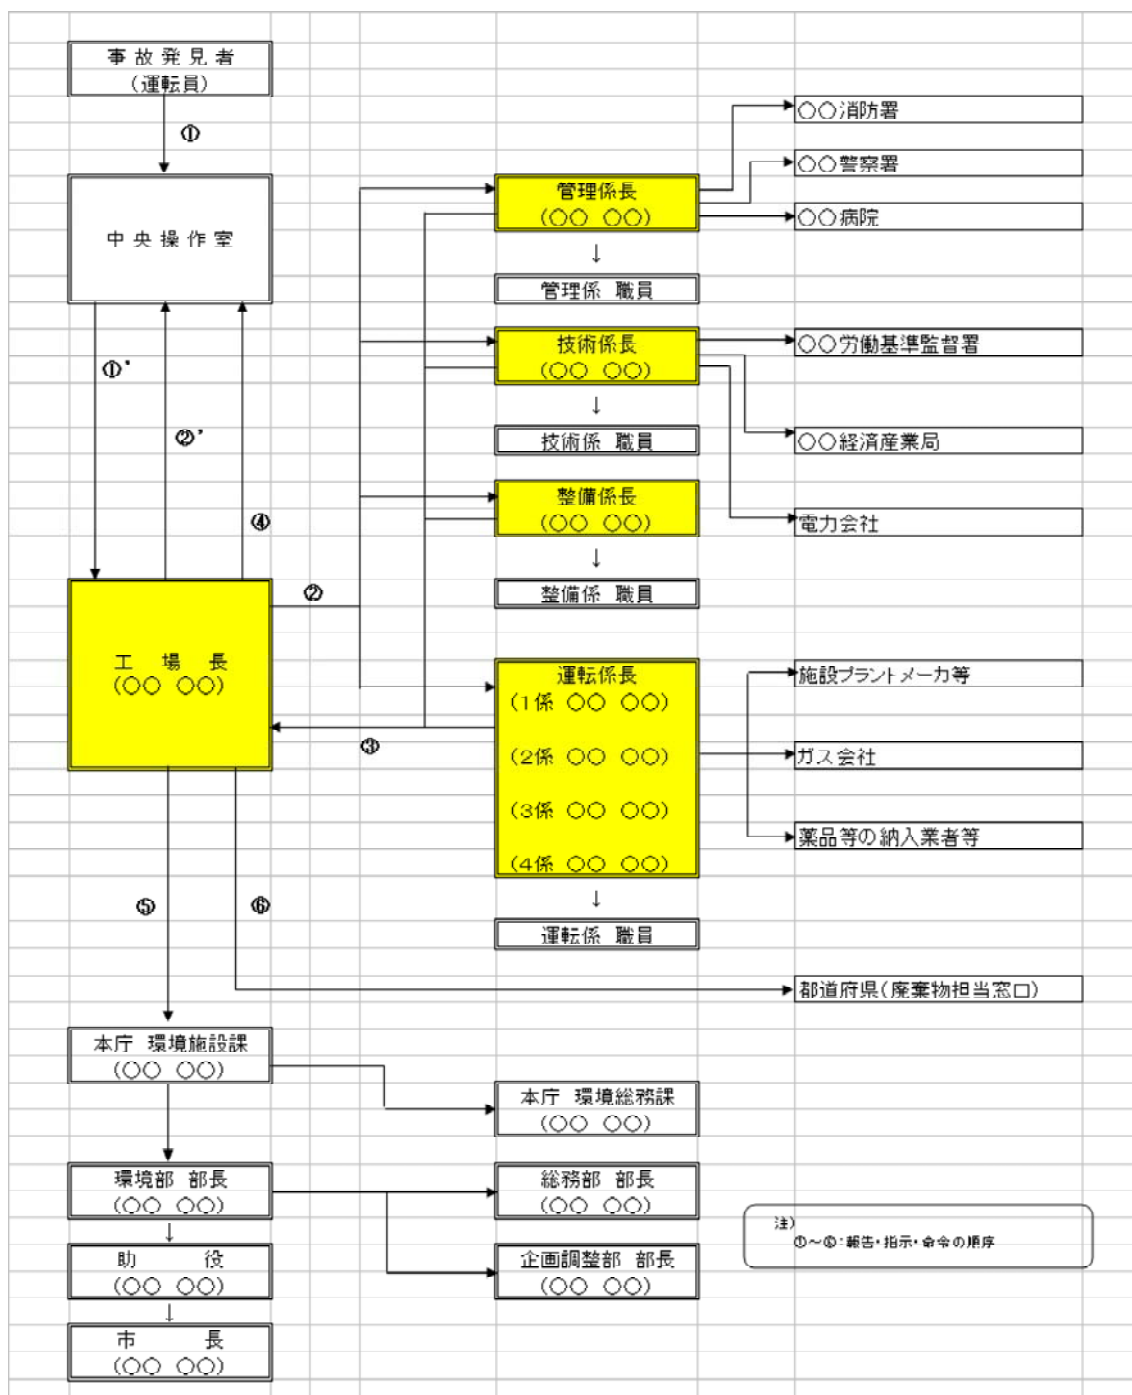 事故発見者
(運転員)
①
中央操作室
①'
②'
④
②
工 場 長
(○○ ○○)
③
⑤
⑥
管理係長
(○○ ○○)
↓
管理係 職員
技術係長
(○○ ○○)
↓
技術係 職員
整備係長
(○○ ○○)
↓
整備係 職員
運転係長
(1係 ○○ ○○)
(2係 ○○ ○○)
(3係 ○○ ○○)
(4係 ○○ ○○)
↓
運転係 職員
○○消防署
○○警察署
○○病院
○○労働基準監督署
○○経済産業局
電力会社
施設プラントメーカ等
ガス会社
薬品等の納入業者等
都道府県(廃棄物担当窓口)
本庁 環境施設課
(○○ ○○)
本庁 環境総務課
(○○ ○○)
環境部 部長
(○○ ○○)
↓
総務部 部長
(○○ ○○)
企画調整部 部長
(○○ ○○)
助 役
(○○ ○○)
↓
市 長
(○○ ○○)
注)
①~⑥:報告・指示・命令の順序